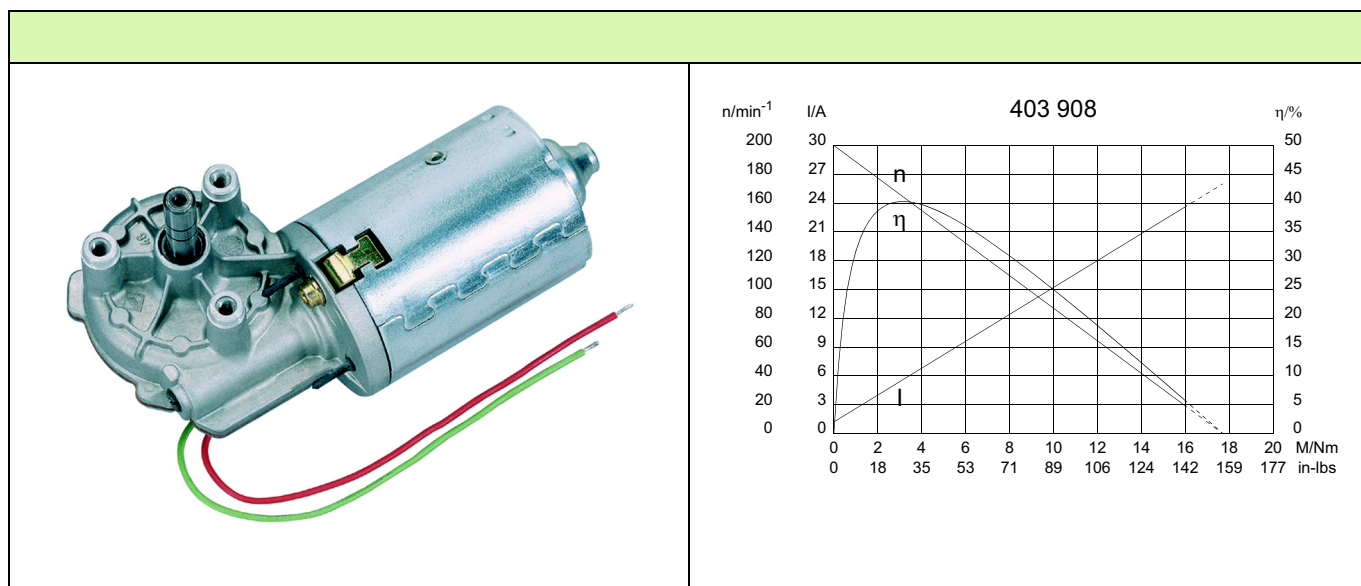 n/min-1 I/A 403 908 η/%
200 30 50
180 27 45
160 24 40
140 21 35
120 18 30
100 15 25
80 12 20
60 9 15
40 6 10
20 3 5
0 0 0
n
η
I
0 2 4 6 8 10 12 14 16 18 20 M/Nm
0 18 35 53 71 89 106 124 142 159 177 in-lbs